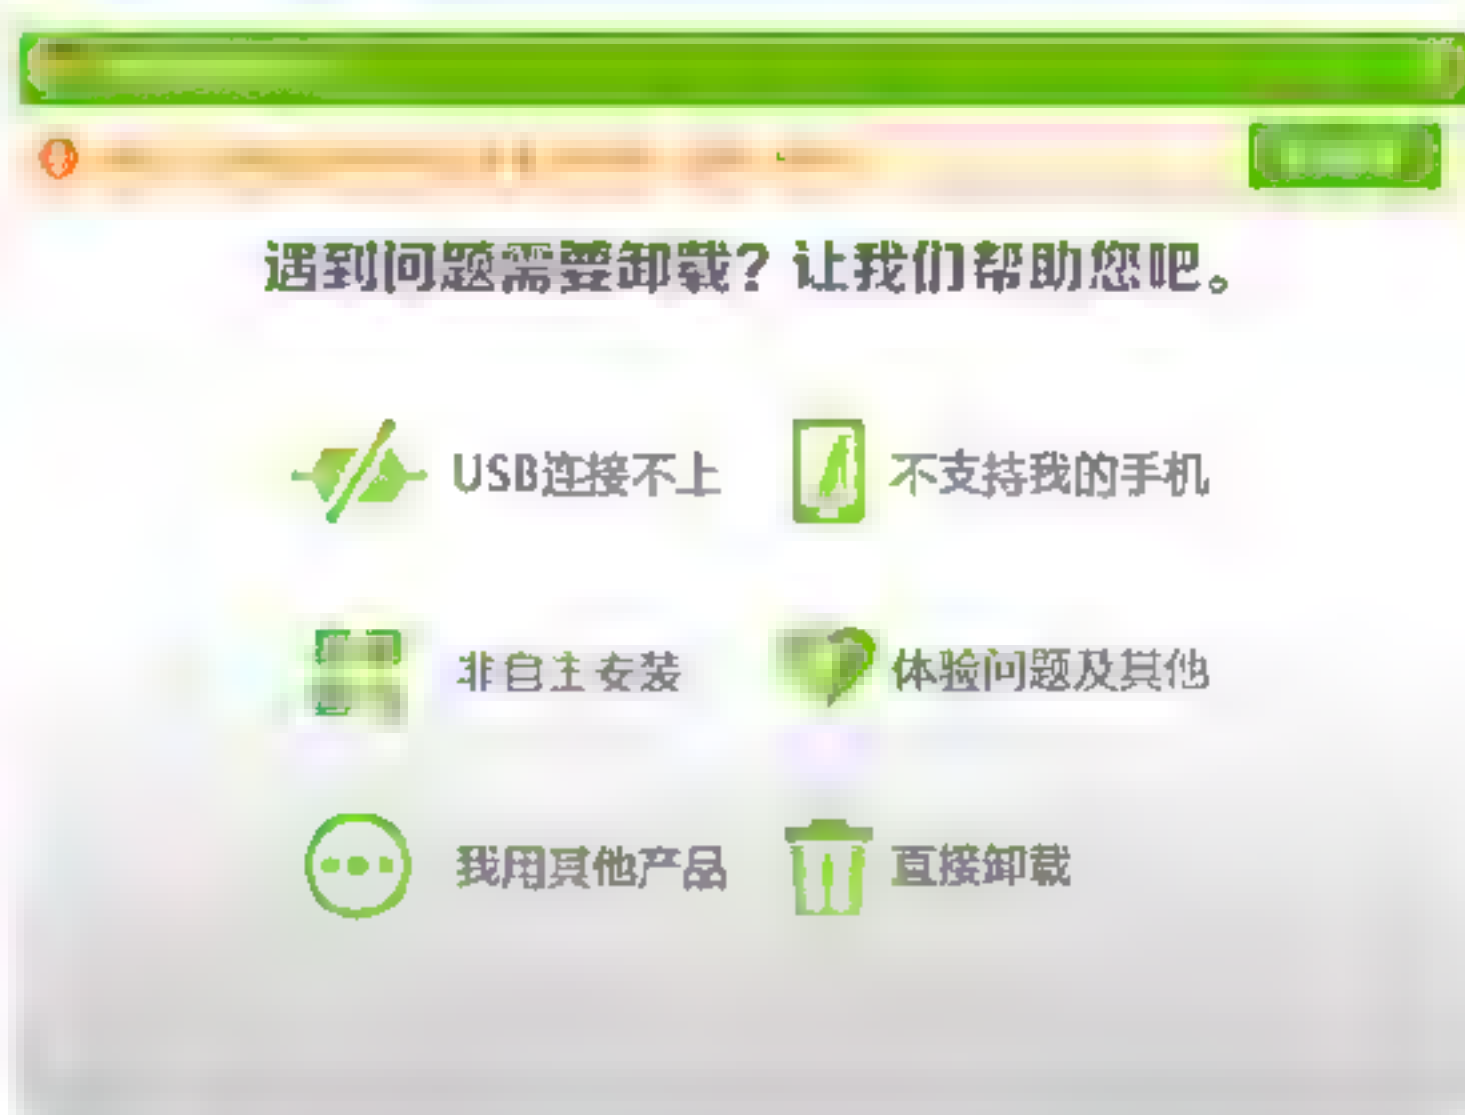 遇到问题需要卸载？让我们帮助您吧。
USB连接不上
不支持我的手机
非自主安装
体验问题及其他
我用其他产品
直接卸载